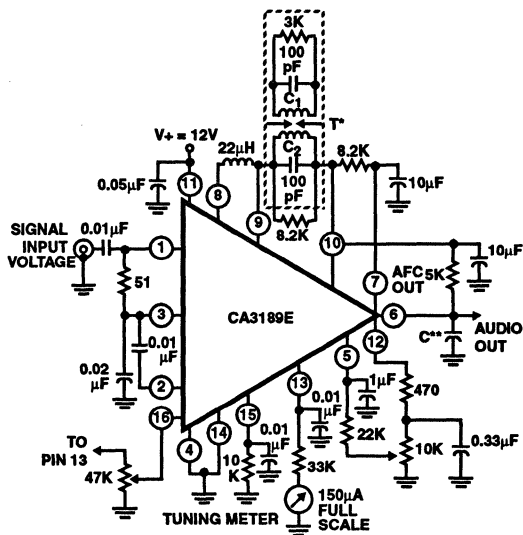 3K
100
pF
C1
T*
V+ = 12V
22µH
C2
8.2K
0.05µF
100
pF
10µF
11
8
9
8.2K
0.01µF
SIGNAL
INPUT
VOLTAGE
1
10
10µF
51
AFC
OUT
5K
7
3
CA3189E
6
AUDIO
OUT
C**
0.01
µF
12
0.02
µF
5
2
13
1µF
470
16
0.01
µF
15
4
14
0.01
µF
22K
10K
0.33µF
TO
PIN 13
47K
10
K
33K
TUNING METER
150µA
FULL
SCALE